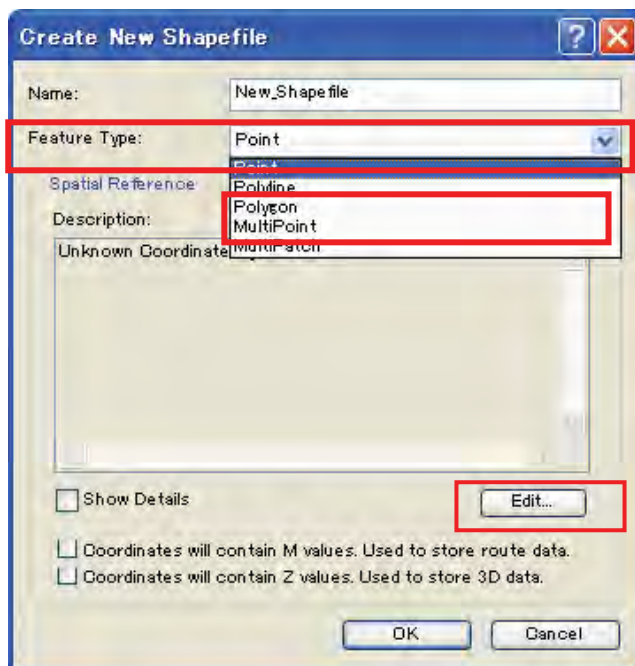 Create New Shapefile
Name:
New_Shapefile
Feature Type:
Point
Point
Polyline
Polygon
MultiPoint
MultiPatch
Spatial Reference
Description:
Unknown Coordinate
Show Details
Edit...
Coordinates will contain M values. Used to store route data.
Coordinates will contain Z values. Used to store 3D data.
OK
Cancel